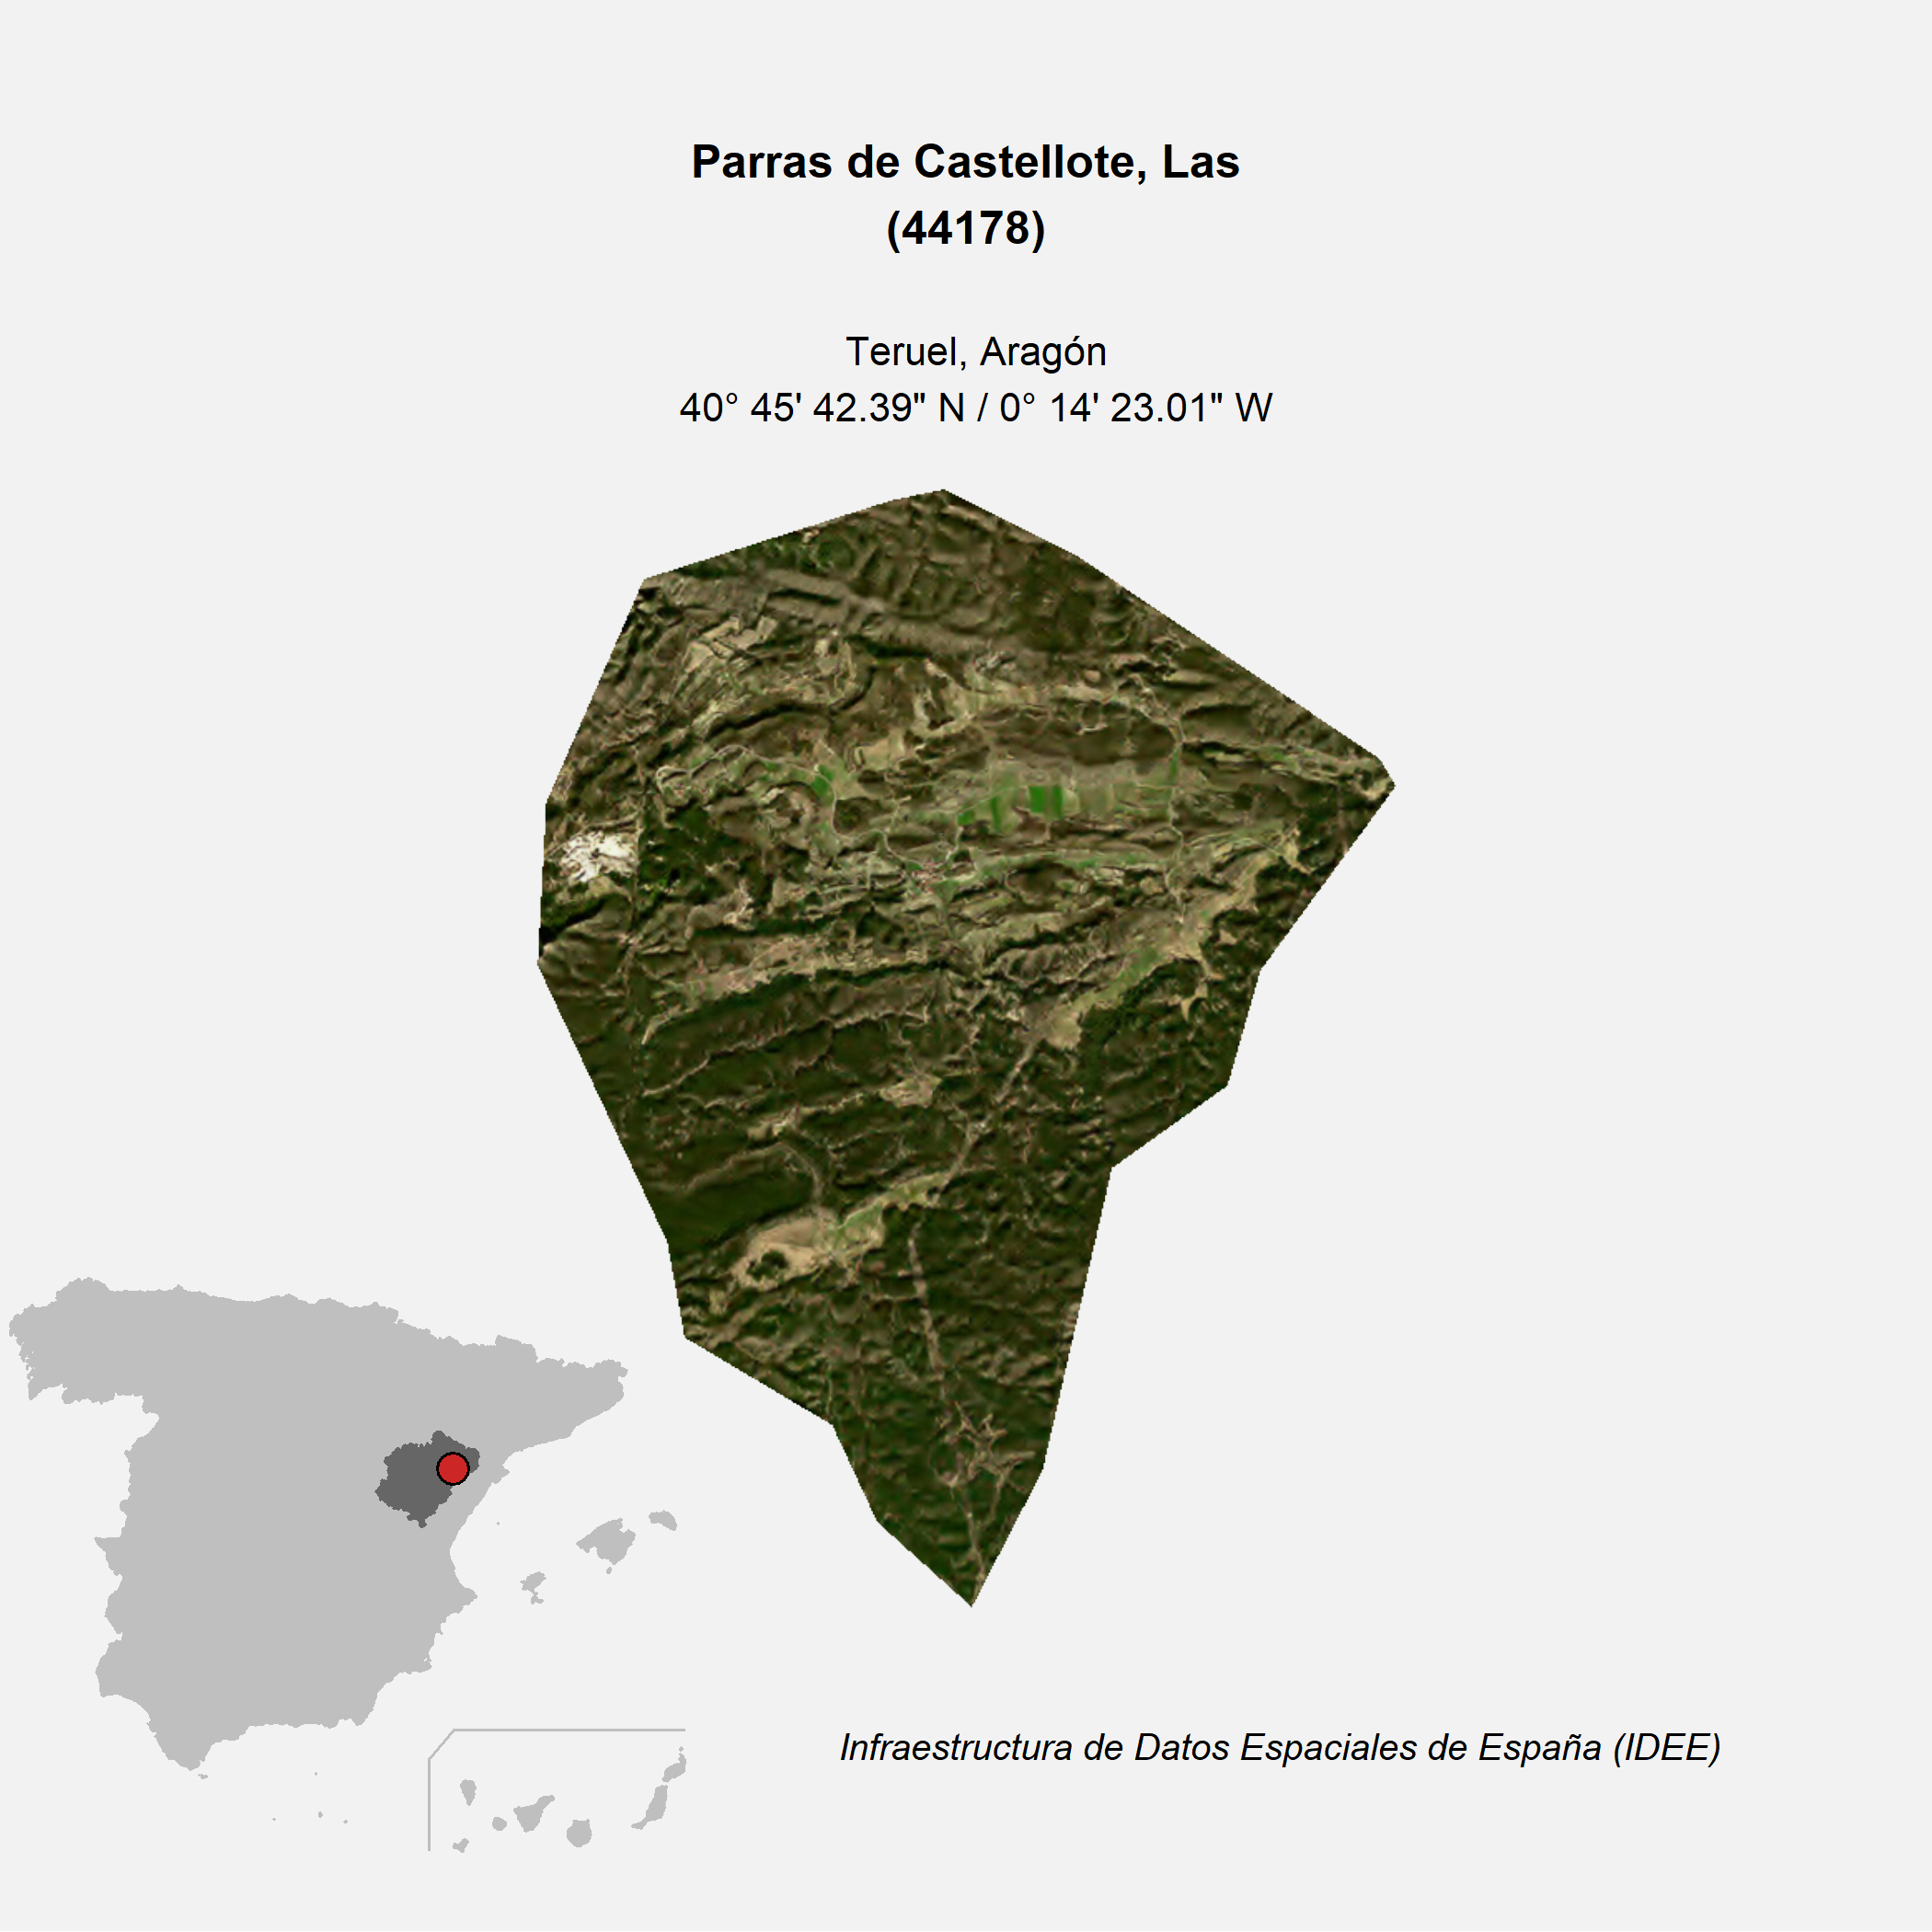 Parras de Castellote, Las
(44178)
Teruel, Aragón
40° 45' 42.39" N / 0° 14' 23.01" W
Infraestructura de Datos Espaciales de España (IDEE)